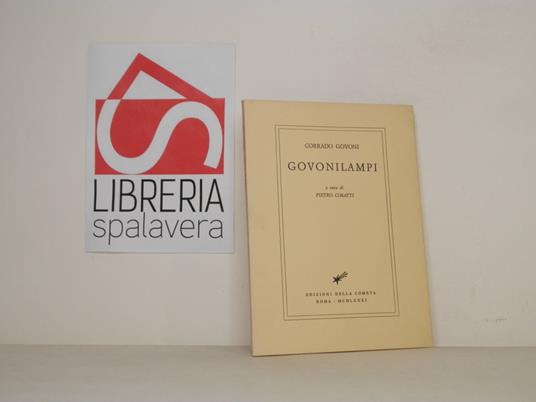 LIBRERIA
spalavera
CORRADO GOVONI
GOVONILAMPI
a cura di
PIETRO CIMATTI
EDIZIONI DELLA COMETA
ROMA - MCMLXXXI